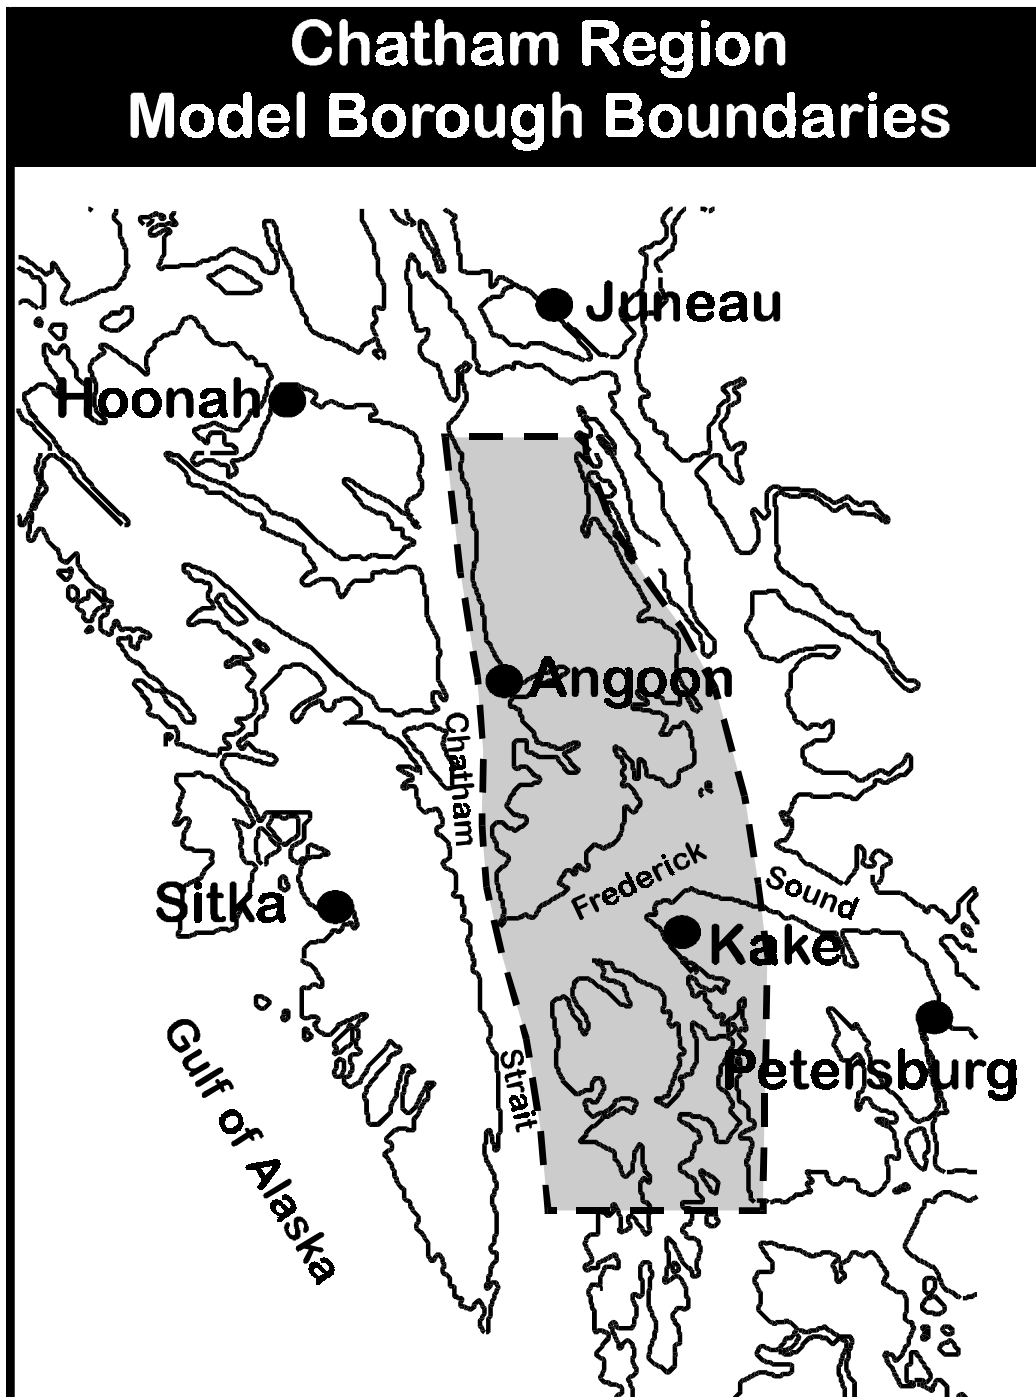 Chatham Region
Model Borough Boundaries
Juneau
Hoonah
Angoon
Chatham
Frederick
Sound
Sitka
Kake
Petersburg
Strait
Gulf of Alaska